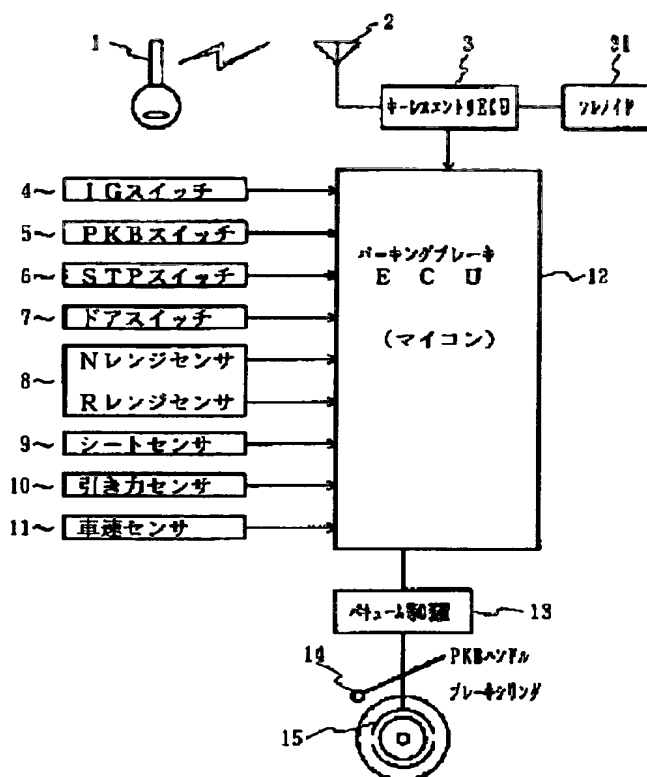 1
2
3
31
キーレスエントリECU
ソレノイド
4～ IGスイッチ
5～ PKBスイッチ
6～ STPスイッチ
7～ ドアスイッチ
8～ Nレンジセンサ
Rレンジセンサ
9～ シートセンサ
10～ 引き力センサ
11～ 車速センサ
パーキングブレーキ
ECU
(マイコン)
12
バキューム
13
14
PKBハンドル
ブレーキシリンダ
15